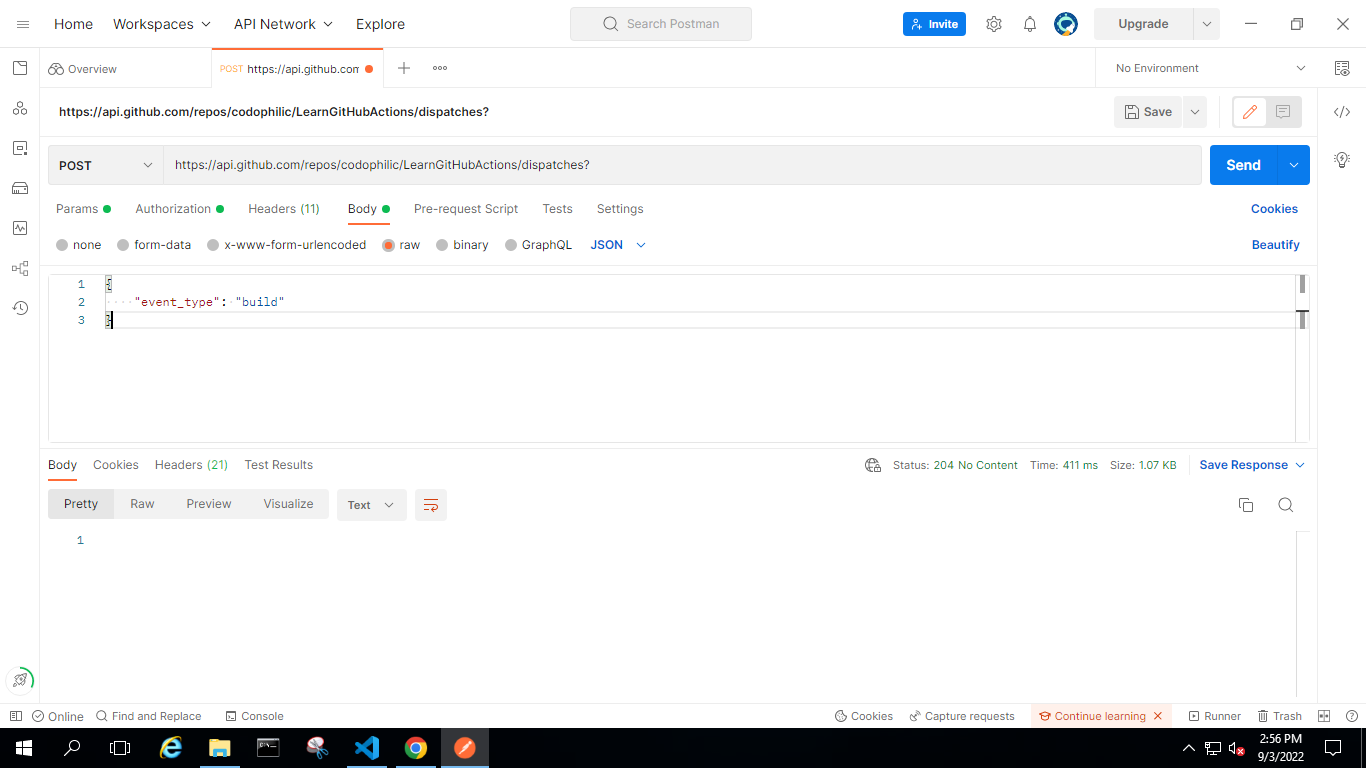 Home Workspaces API Network Explore Search Postman Invite Upgrade
Overview POST https://api.github.com No Environment
https://api.github.com/repos/codophilic/LearnGitHubActions/dispatches? Save
POST https://api.github.com/repos/codophilic/LearnGitHubActions/dispatches? Send
Params Authorization Headers (11) Body Pre-request Script Tests Settings Cookies
none form-data x-www-form-urlencoded raw binary GraphQL JSON Beautify
1 {
2 "event_type": "build"
3 }
Body Cookies Headers (21) Test Results Status: 204 No Content Time: 411 ms Size: 1.07 KB Save Response
Pretty Raw Preview Visualize Text
1
Online Find and Replace Console Cookies Capture requests Continue learning Runner Trash
2:56 PM
9/3/2022